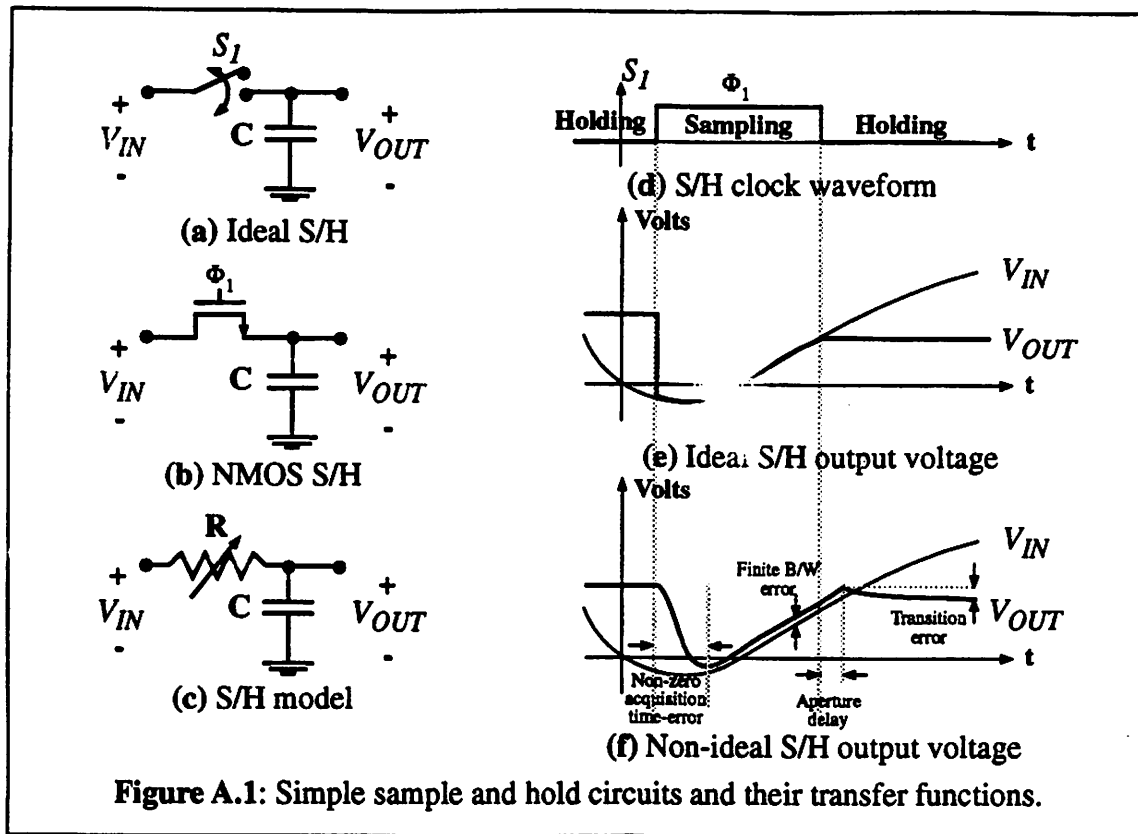 S1
+
VIN
-
C
+
VOUT
-
(a) Ideal S/H
Φ1
+
VIN
-
C
+
VOUT
-
(b) NMOS S/H
R
+
VIN
-
C
+
VOUT
-
(c) S/H model
S1
Φ1
Holding
Sampling
Holding
t
(d) S/H clock waveform
Volts
VIN
VOUT
t
(e) Ideal S/H output voltage
Volts
VIN
Finite B/W
error
VOUT
Transition
error
t
Non-zero
acquisition
time-error
Aperture
delay
(f) Non-ideal S/H output voltage
Figure A.1: Simple sample and hold circuits and their transfer functions.